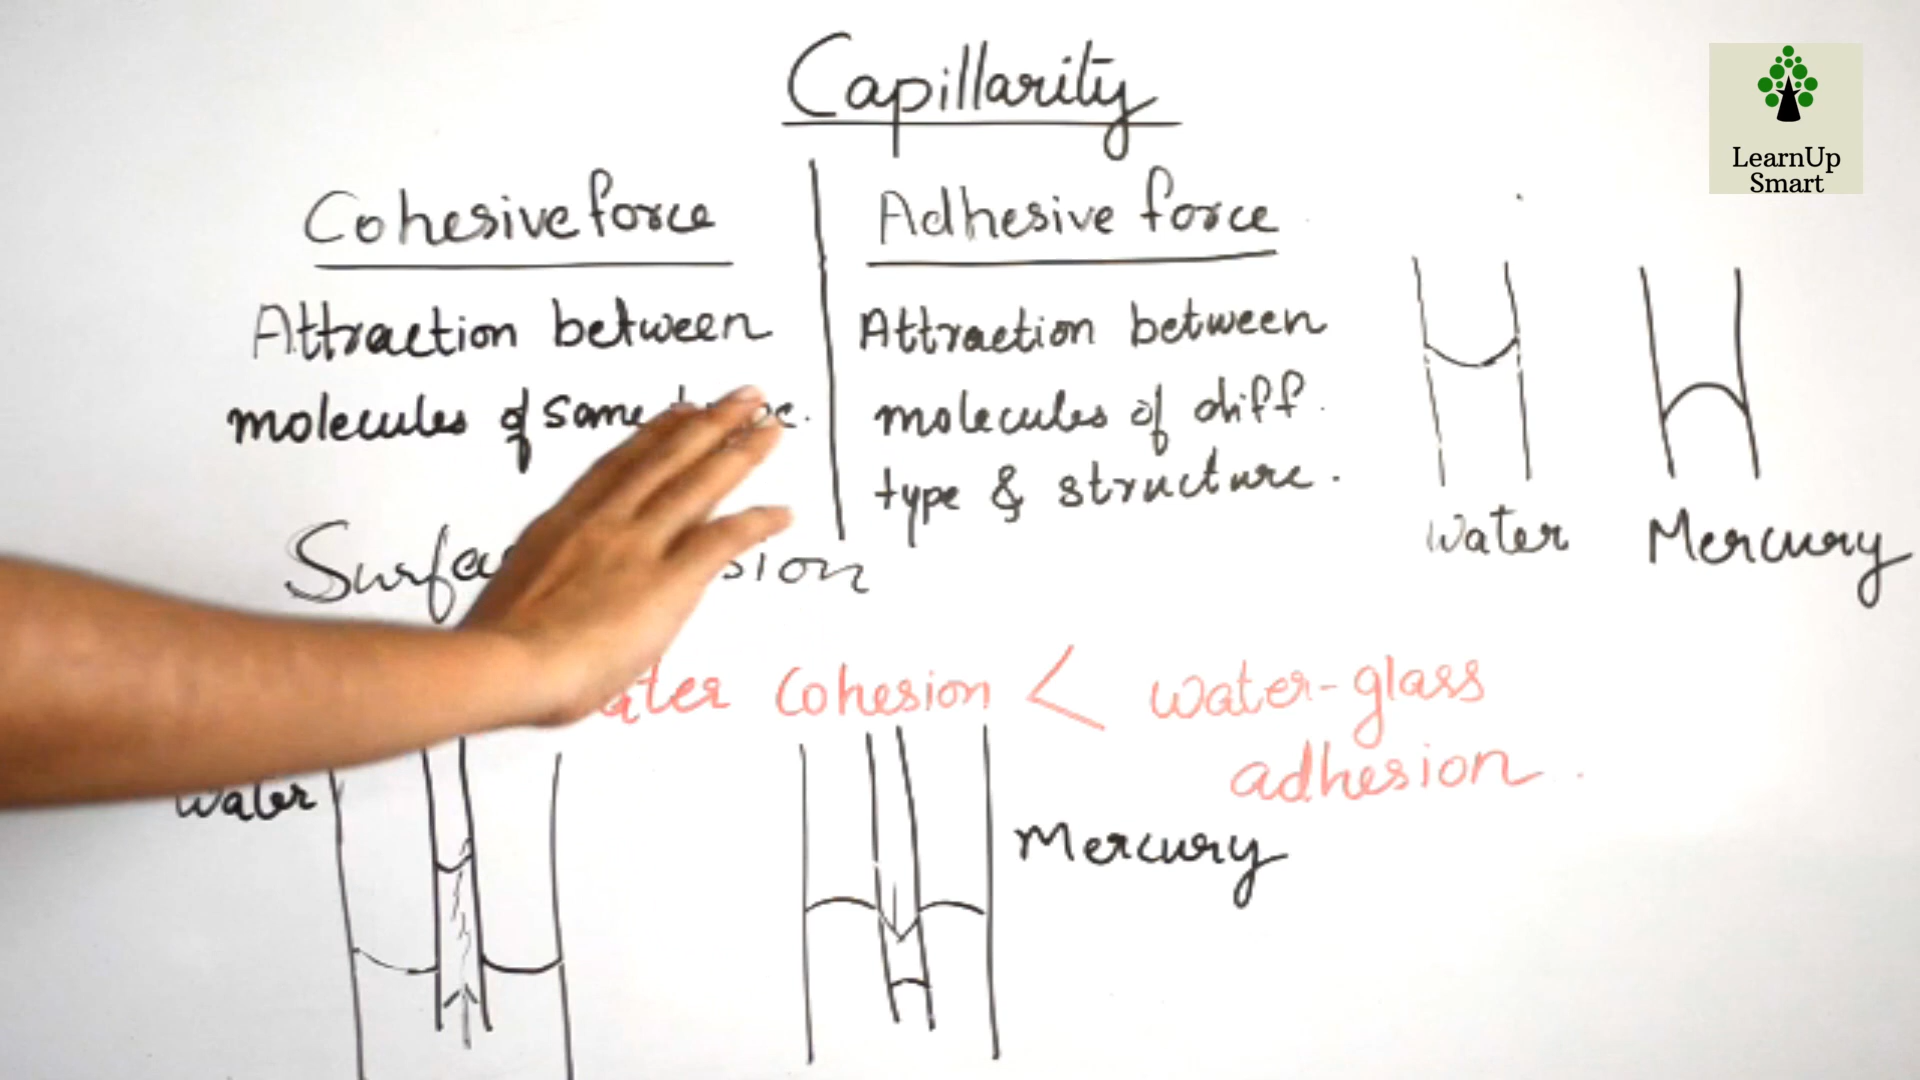 Capillarity
LearnUp
Smart
Cohesive force
Adhesive force
Attraction between
molecules of same
Attraction between
molecules of diff.
type & structure.
Water
Mercury
cohesion < water-glass
adhesion.
water
Mercury